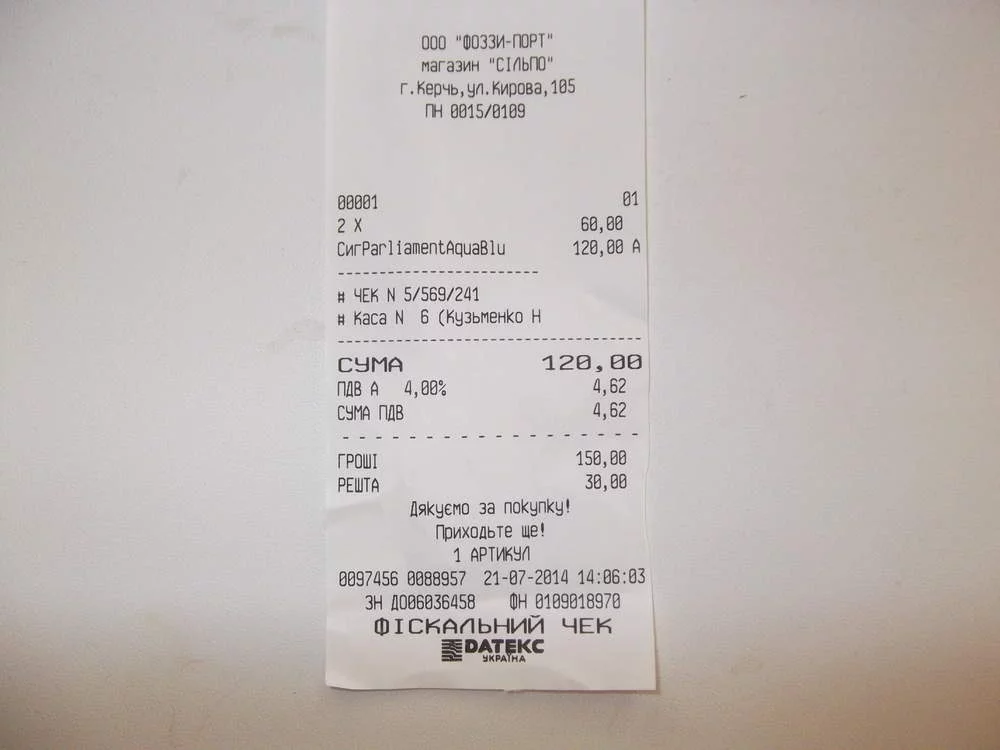 ООО "ФОЗЗИ-ПОРТ"
магазин "СІЛЬПО"
г.Керчь,ул.Кирова,105
ПН 0015/0109
00001 01
2 X 60,00
СигParliamentAquaBlu 120,00 А
# ЧЕК N 5/569/241
# Каса N 6 (Кузьменко Н
СУМА 120,00
ПДВ А 4,00% 4,62
СУМА ПДВ 4,62
ГРОШІ 150,00
РЕШТА 30,00
Дякуємо за покупку!
Приходьте ще!
1 АРТИКУЛ
0097456 0088957 21-07-2014 14:06:03
ЗН ДО06036458 ФН 0109018970
ФІСКАЛЬНИЙ ЧЕК
DАТЕКС
УКРАЇНА